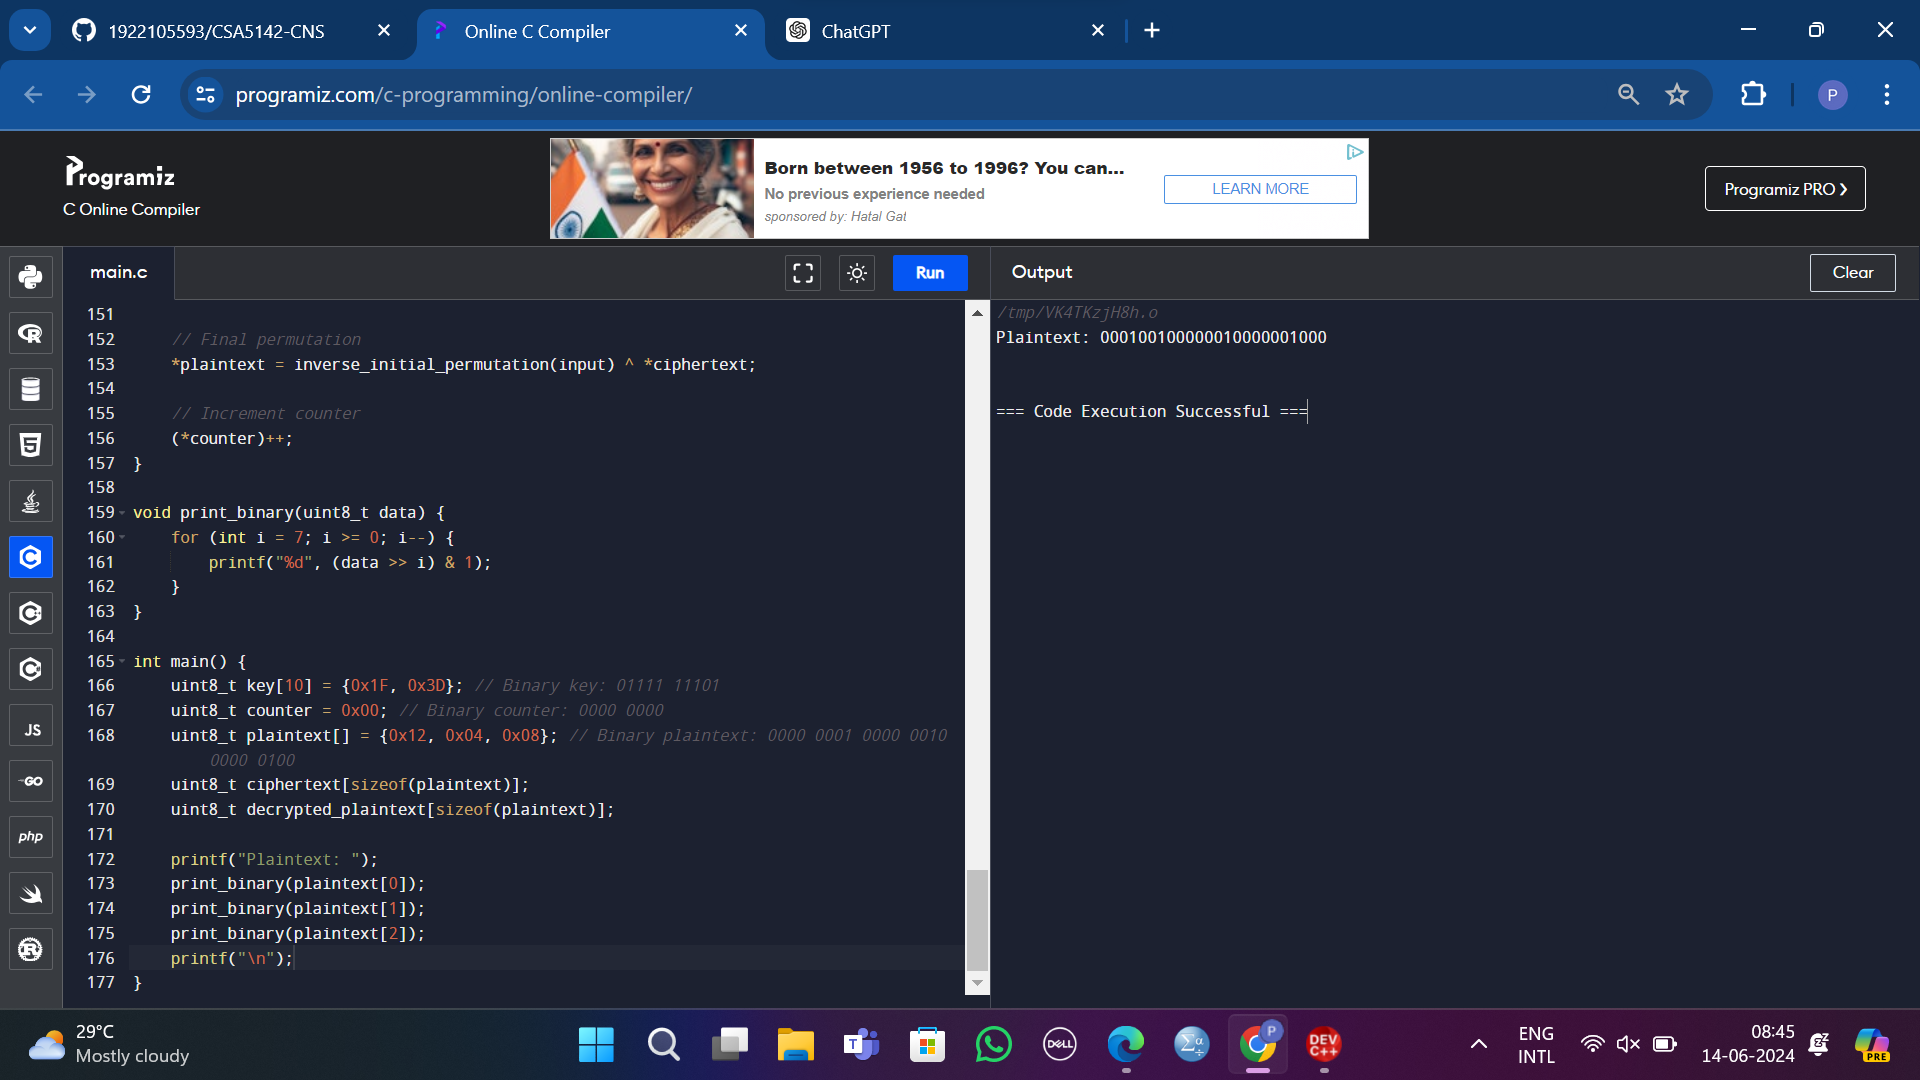 1922105593/CSA5142-CNS
Online C Compiler
ChatGPT
programiz.com/c-programming/online-compiler/
P
Programiz
C Online Compiler
Born between 1956 to 1996? You can...
No previous experience needed
sponsored by: Hatal Gat
LEARN MORE
Programiz PRO ❯
main.c
Run
Output
Clear
151
152 // Final permutation
153 *plaintext = inverse_initial_permutation(input) ^ *ciphertext;
154
155 // Increment counter
156 (*counter)++;
157 }
158
159 void print_binary(uint8_t data) {
160 for (int i = 7; i >= 0; i--) {
161 printf("%d", (data >> i) & 1);
162 }
163 }
164
165 int main() {
166 uint8_t key[10] = {0x1F, 0x3D}; // Binary key: 01111 11101
167 uint8_t counter = 0x00; // Binary counter: 0000 0000
168 uint8_t plaintext[] = {0x12, 0x04, 0x08}; // Binary plaintext: 0000 0001 0000 0010
0000 0100
169 uint8_t ciphertext[sizeof(plaintext)];
170 uint8_t decrypted_plaintext[sizeof(plaintext)];
171
172 printf("Plaintext: ");
173 print_binary(plaintext[0]);
174 print_binary(plaintext[1]);
175 print_binary(plaintext[2]);
176 printf("\n");
177 }
/tmp/VK4TKzjH8h.o
Plaintext: 000100100000010000001000
=== Code Execution Successful ===
JS
GO
php
29°C
Mostly cloudy
DELL
P
DEV
C++
ENG
INTL
08:45
14-06-2024
PRE